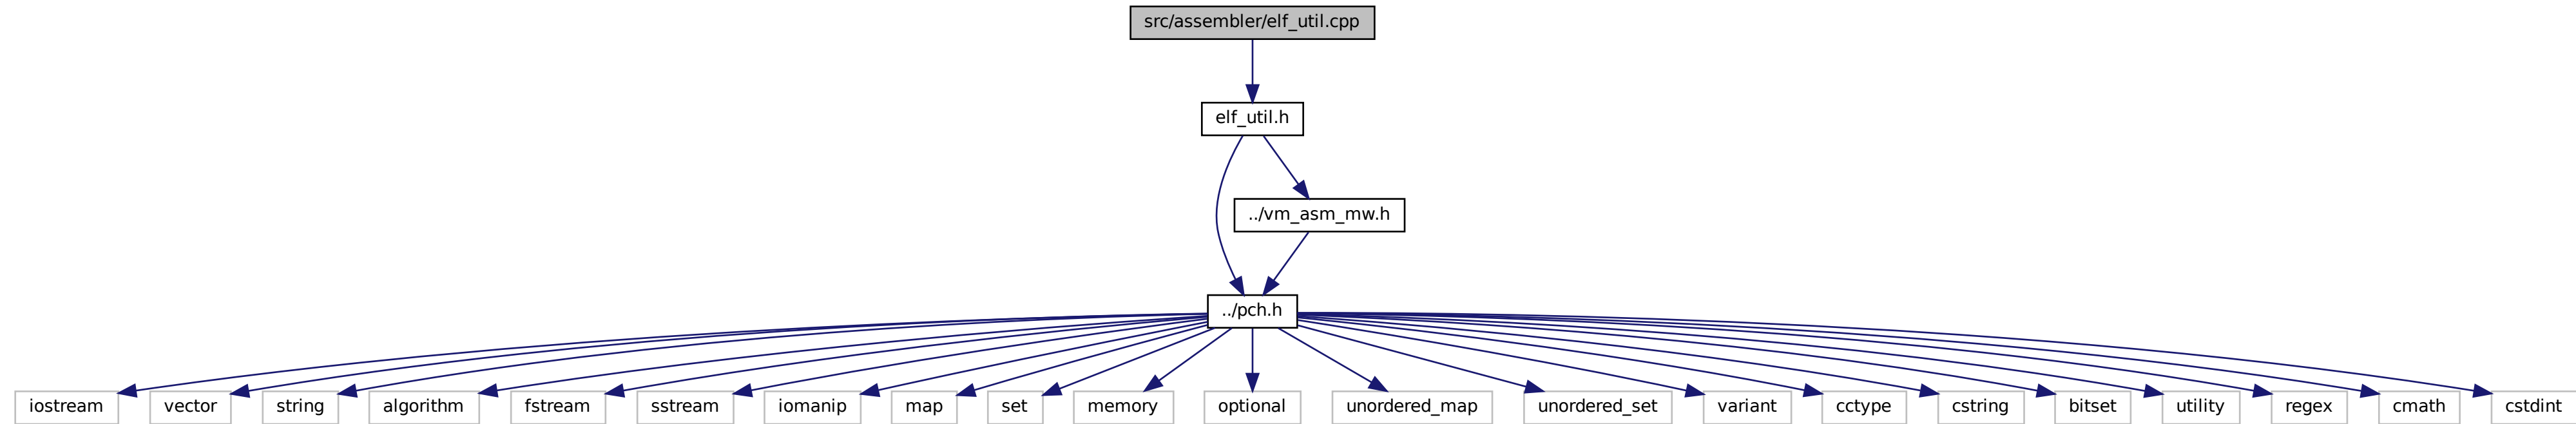 src/assembler/elf_util.cpp
elf_util.h
../vm_asm_mw.h
../pch.h
iostream
vector
string
algorithm
fstream
sstream
iomanip
map
set
memory
optional
unordered_map
unordered_set
variant
cctype
cstring
bitset
utility
regex
cmath
cstdint